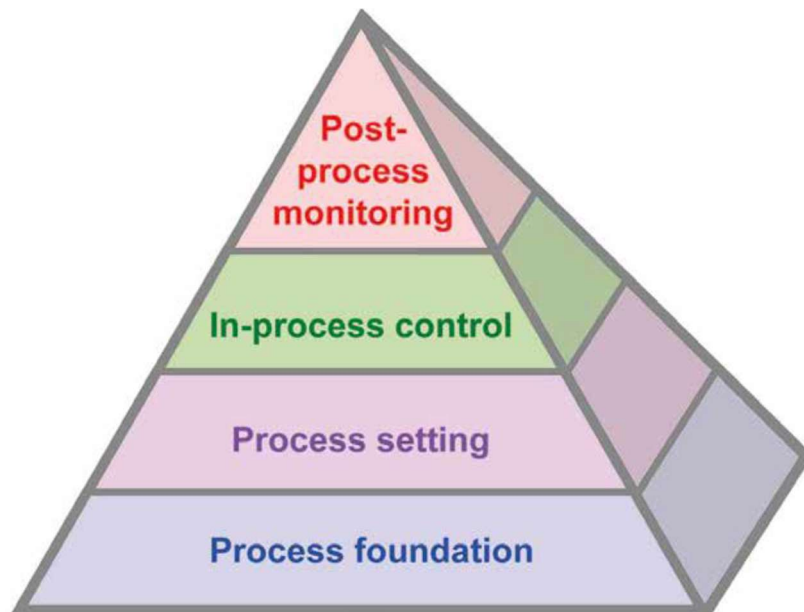 Post-
process
monitoring
In-process control
Process setting
Process foundation